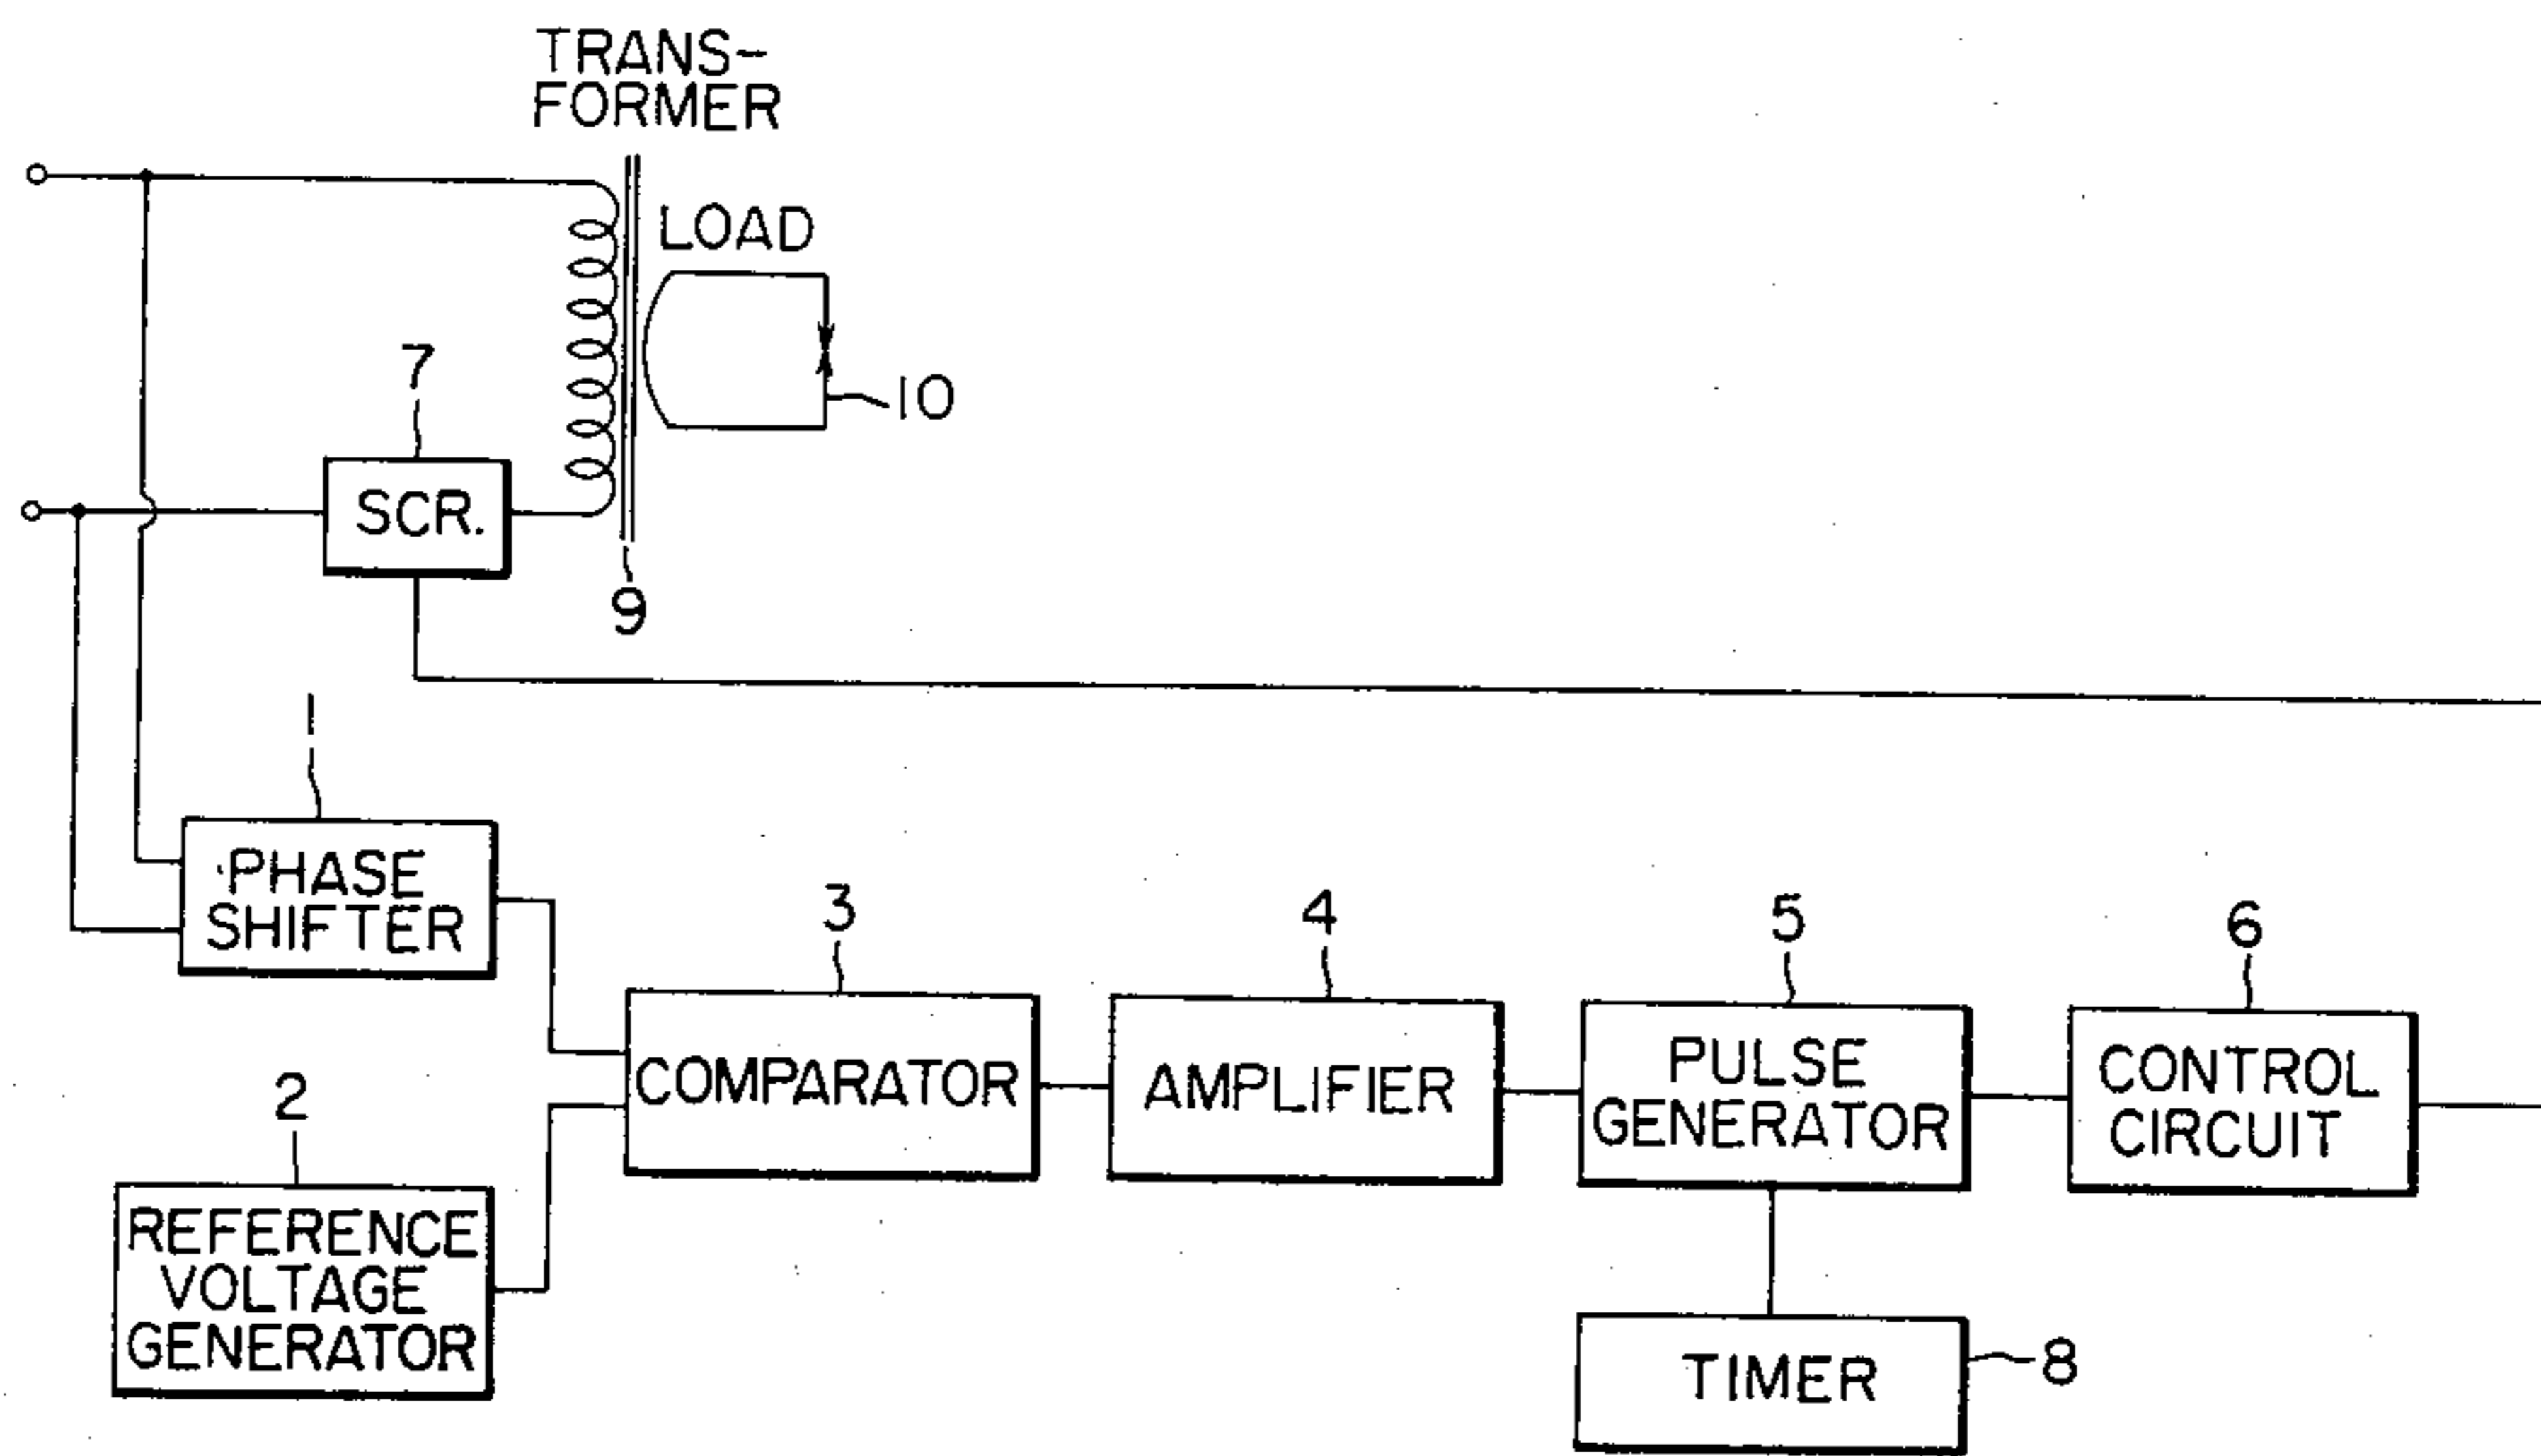 TRANS-
FORMER
LOAD
7
10
SCR.
9
1
PHASE
SHIFTER
3
4
5
6
COMPARATOR
AMPLIFIER
PULSE
GENERATOR
CONTROL
CIRCUIT
2
REFERENCE
VOLTAGE
GENERATOR
TIMER
8